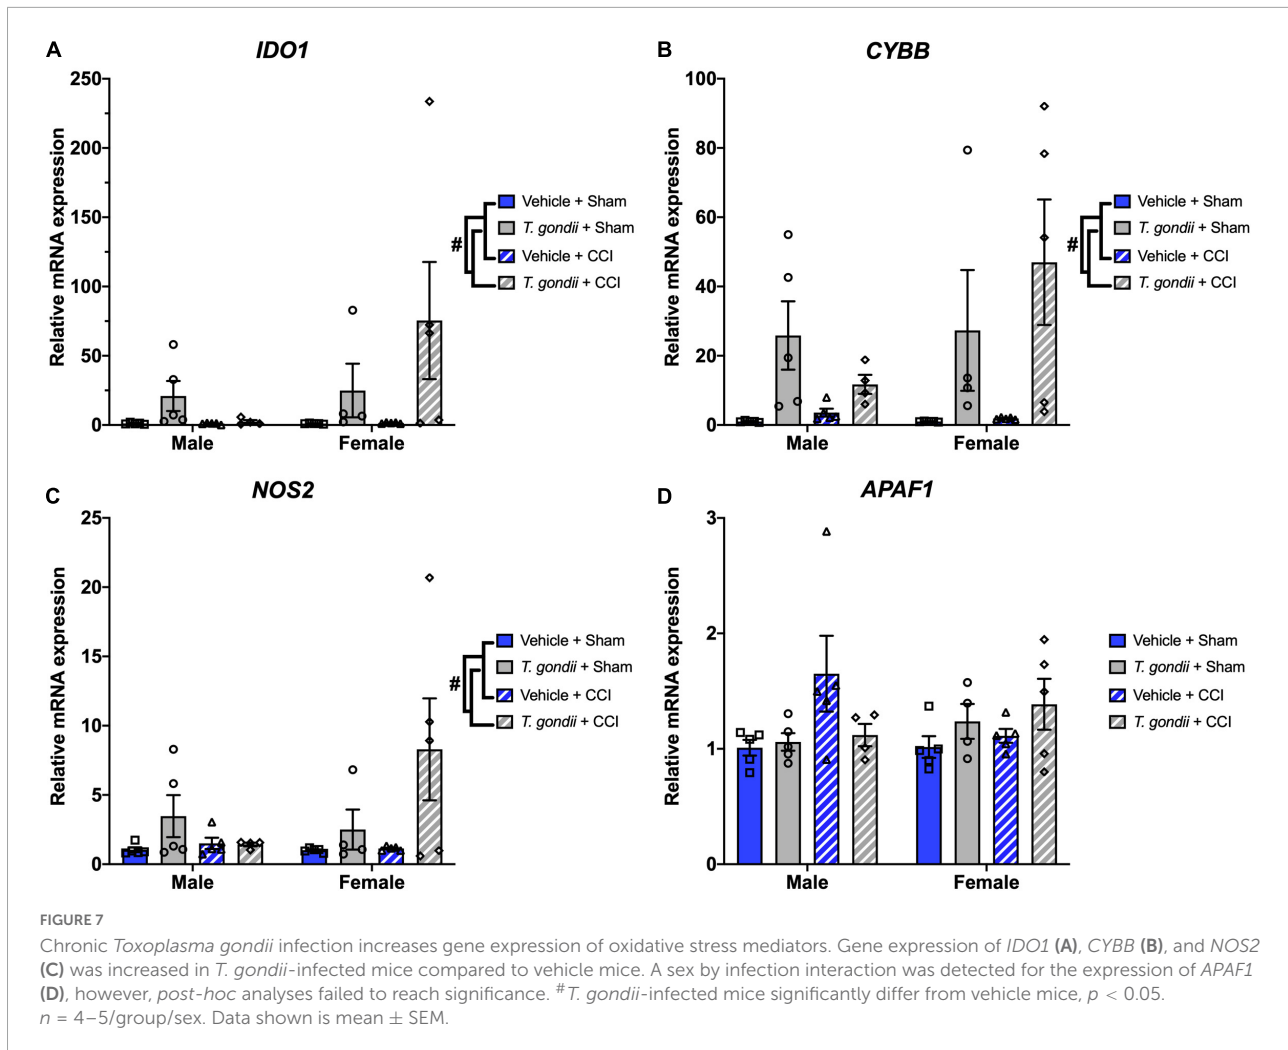 A
IDO1
Relative mRNA expression
250
200
150
100
50
0
Male
Female
#
Vehicle + Sham
T. gondii + Sham
Vehicle + CCI
T. gondii + CCI
B
CYBB
Relative mRNA expression
100
80
60
40
20
0
Male
Female
#
Vehicle + Sham
T. gondii + Sham
Vehicle + CCI
T. gondii + CCI
C
NOS2
Relative mRNA expression
25
20
15
10
5
0
Male
Female
#
Vehicle + Sham
T. gondii + Sham
Vehicle + CCI
T. gondii + CCI
D
APAF1
Relative mRNA expression
3
2
1
0
Male
Female
Vehicle + Sham
T. gondii + Sham
Vehicle + CCI
T. gondii + CCI
FIGURE 7
Chronic Toxoplasma gondii infection increases gene expression of oxidative stress mediators. Gene expression of IDO1 (A), CYBB (B), and NOS2
(C) was increased in T. gondii-infected mice compared to vehicle mice. A sex by infection interaction was detected for the expression of APAF1
(D), however, post-hoc analyses failed to reach significance. #T. gondii-infected mice significantly differ from vehicle mice, p < 0.05.
n = 4–5/group/sex. Data shown is mean ± SEM.